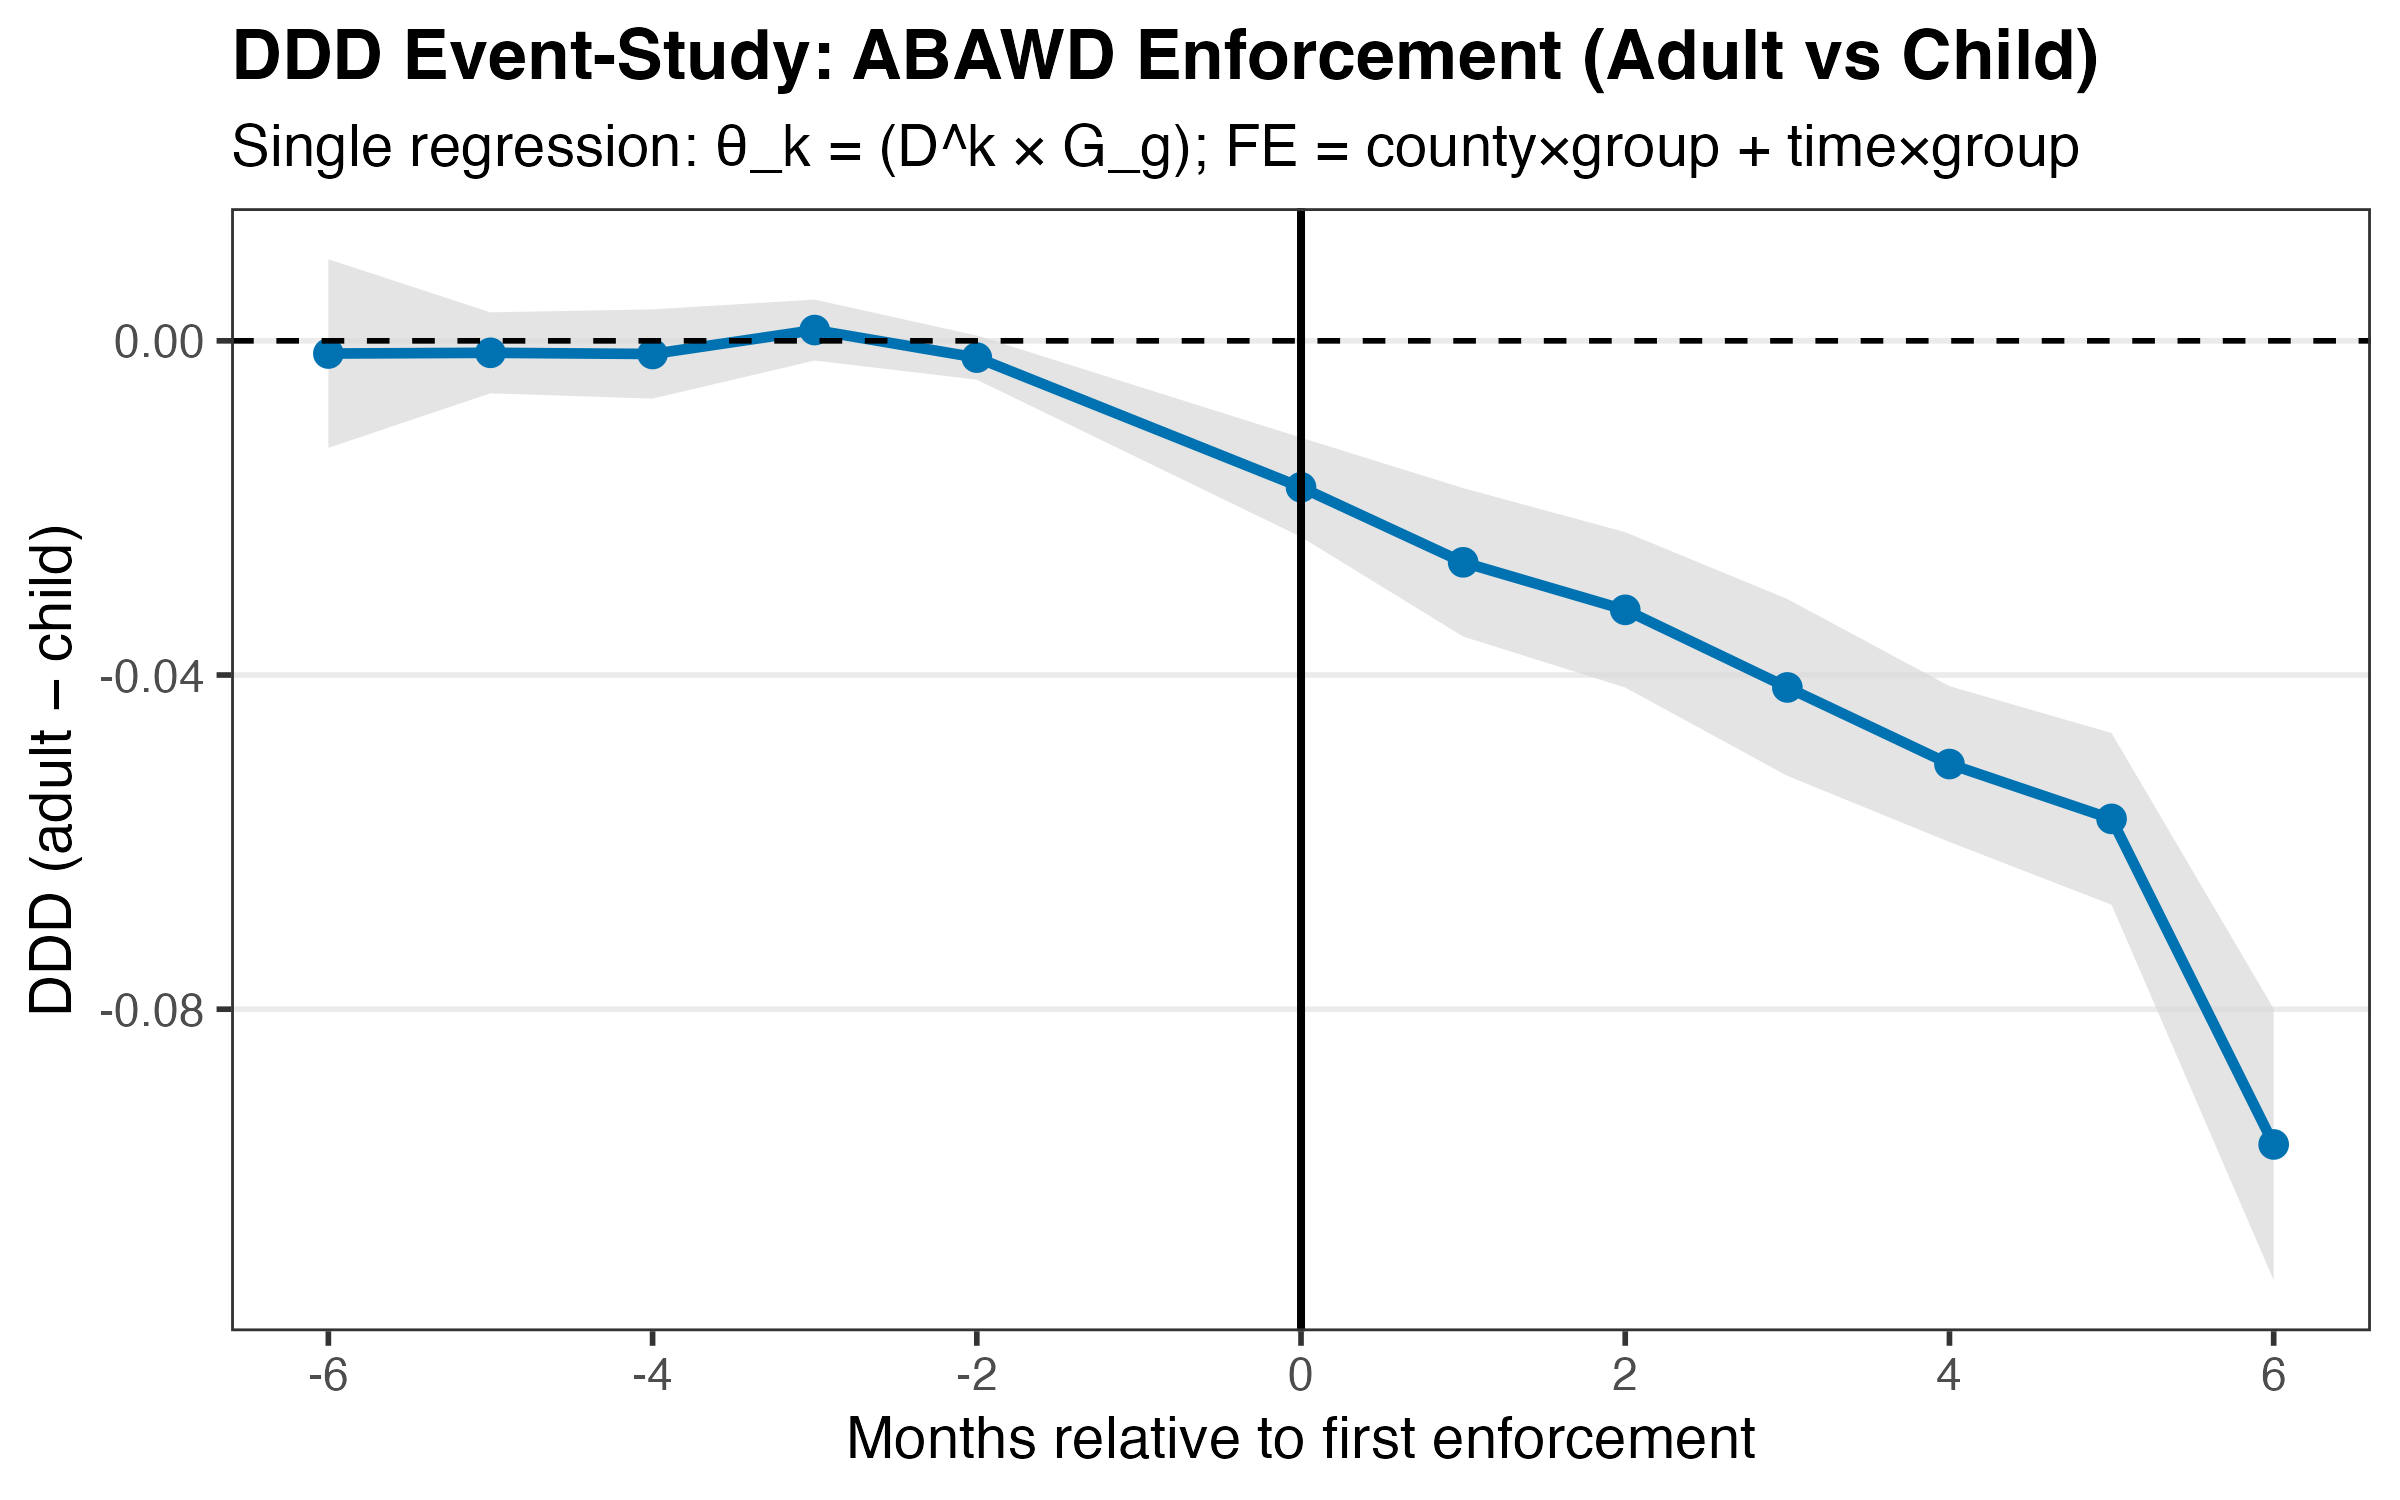 DDD Event-Study: ABAWD Enforcement (Adult vs Child)
Single regression: θ_k = (D^k × G_g); FE = county×group + time×group
DDD (adult − child)
0.00
-0.04
-0.08
-6 -4 -2 0 2 4 6
Months relative to first enforcement